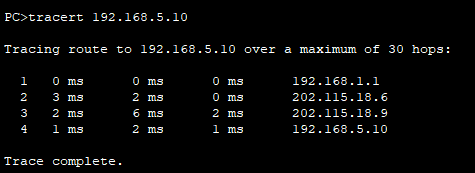 PC>tracert 192.168.5.10
Tracing route to 192.168.5.10 over a maximum of 30 hops:
1 0 ms 0 ms 0 ms 192.168.1.1
2 3 ms 2 ms 0 ms 202.115.18.6
3 2 ms 6 ms 2 ms 202.115.18.9
4 1 ms 2 ms 1 ms 192.168.5.10
Trace complete.